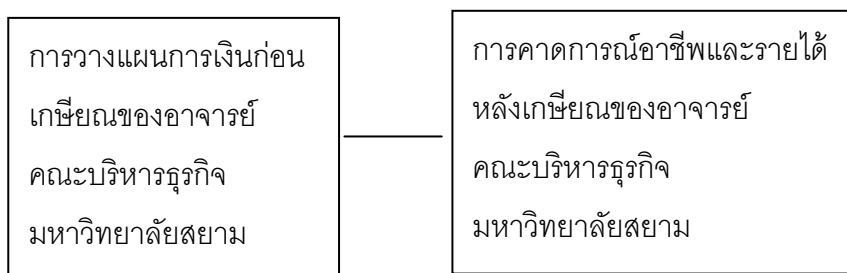 การวางแผนการเงินก่อน
เกษียณของอาจารย์
คณะบริหารธุรกิจ
มหาวิทยาลัยสยาม
การคาดการณ์อาชีพและรายได้
หลังเกษียณของอาจารย์
คณะบริหารธุรกิจ
มหาวิทยาลัยสยาม